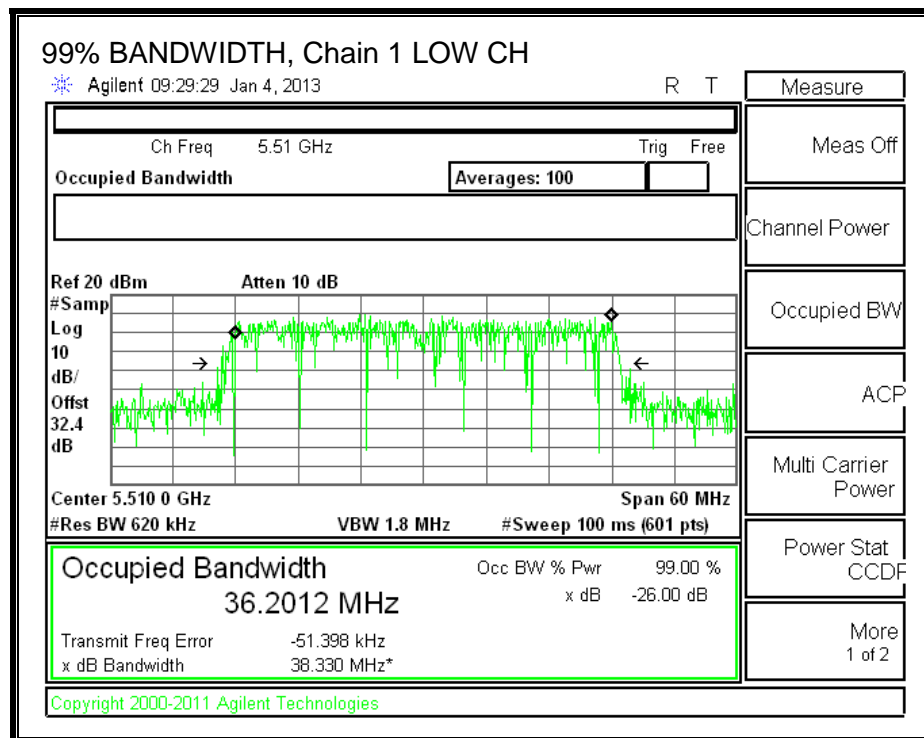 99% BANDWIDTH, Chain 1 LOW CH
Agilent 09:29:29 Jan 4, 2013 R T
Measure
Ch Freq 5.51 GHz Trig Free
Meas Off
Occupied Bandwidth Averages: 100
Channel Power
Ref 20 dBm Atten 10 dB
#Samp
Log
10
dB/
Offst
32.4
dB
Occupied BW
ACP
Multi Carrier
Power
Center 5.510 0 GHz Span 60 MHz
#Res BW 620 kHz VBW 1.8 MHz #Sweep 100 ms (601 pts)
Power Stat
CCDF
Occupied Bandwidth Occ BW % Pwr 99.00 %
36.2012 MHz x dB -26.00 dB
Transmit Freq Error -51.398 kHz
x dB Bandwidth 38.330 MHz*
More
1 of 2
Copyright 2000-2011 Agilent Technologies